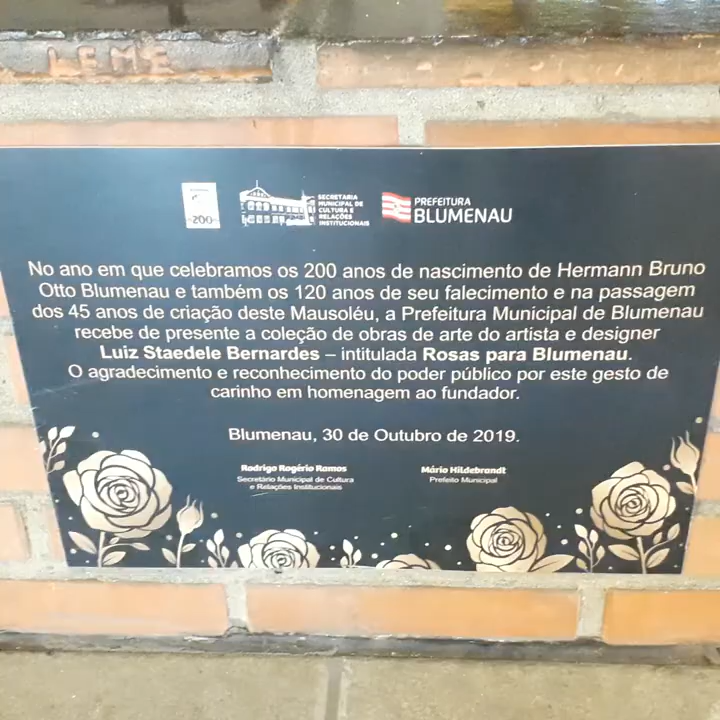 LEME
200
SECRETARIA
MUNICIPAL DE
CULTURA E
RELAÇÕES
INSTITUCIONAIS
PREFEITURA
BLUMENAU
No ano em que celebramos os 200 anos de nascimento de Hermann Bruno
Otto Blumenau e também os 120 anos de seu falecimento e na passagem
dos 45 anos de criação deste Mausoléu, a Prefeitura Municipal de Blumenau
recebe de presente a coleção de obras de arte do artista e designer
Luiz Staedele Bernardes – intitulada Rosas para Blumenau.
O agradecimento e reconhecimento do poder público por este gesto de
carinho em homenagem ao fundador.
Blumenau, 30 de Outubro de 2019.
Rodrigo Rogério Ramos
Secretário Municipal de Cultura
e Relações Institucionais
Mário Hildebrandt
Prefeito Municipal